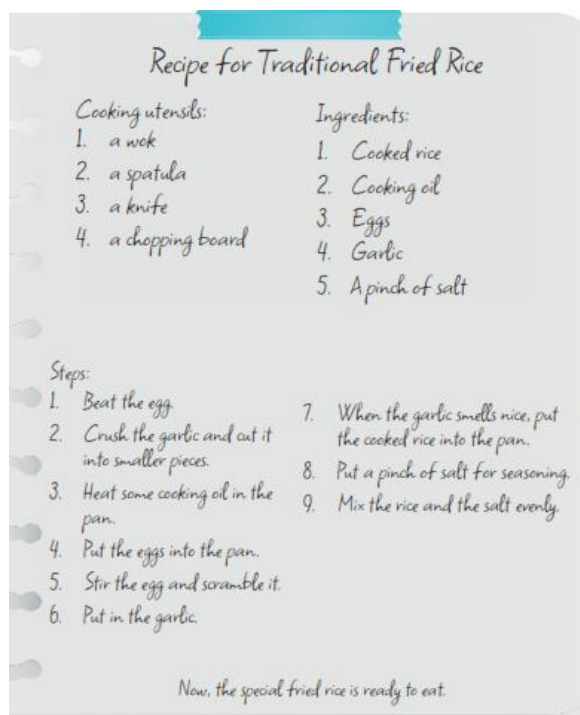 Recipe for Traditional Fried Rice
Cooking utensils:
1. a wok
2. a spatula
3. a knife
4. a chopping board
Ingredients:
1. Cooked rice
2. Cooking oil
3. Eggs
4. Garlic
5. A pinch of salt
Steps:
1. Beat the egg.
2. Crush the garlic and cut it
into smaller pieces.
3. Heat some cooking oil in the
pan.
4. Put the eggs into the pan.
5. Stir the egg and scramble it.
6. Put in the garlic.
7. When the garlic smells nice, put
the cooked rice into the pan.
8. Put a pinch of salt for seasoning.
9. Mix the rice and the salt evenly.
Now, the special fried rice is ready to eat.